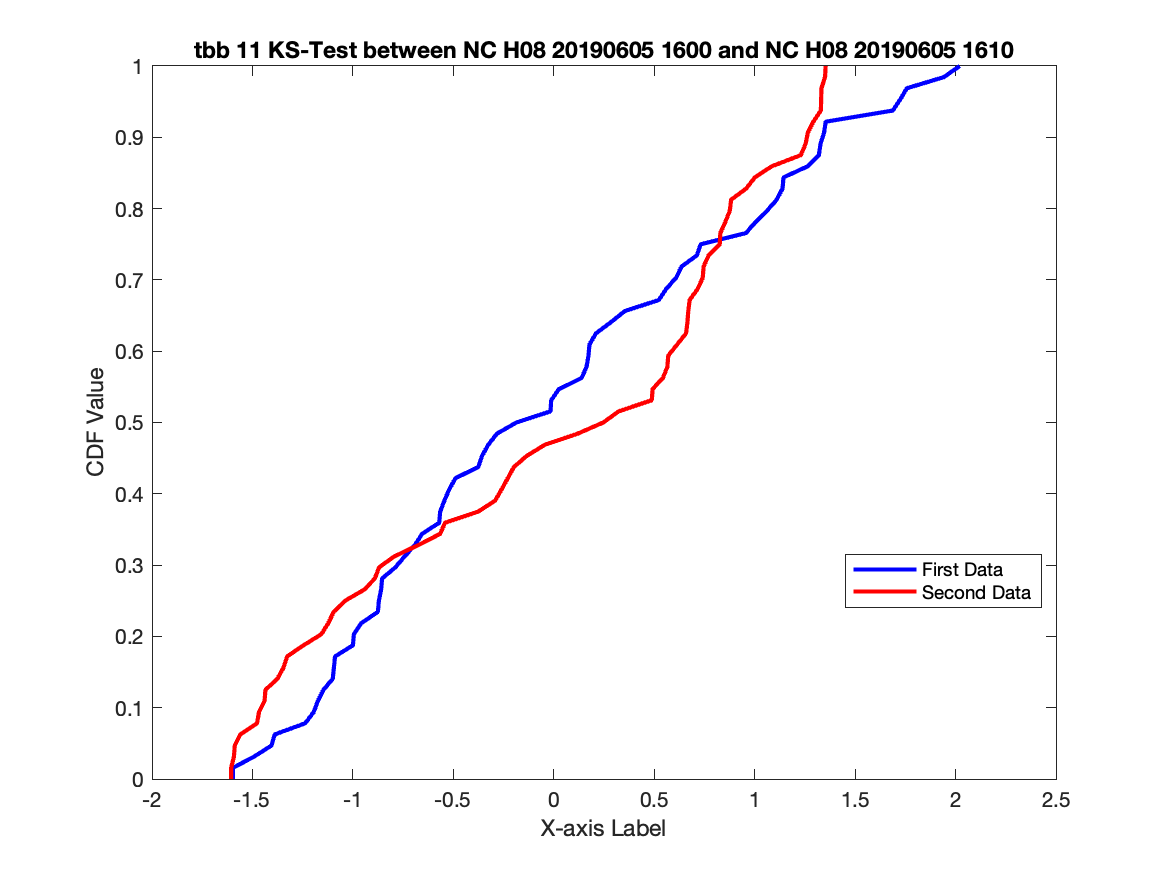 tbb 11 KS-Test between NC H08 20190605 1600 and NC H08 20190605 1610
1
0.9
0.8
0.7
0.6
0.5
0.4
0.3
0.2
0.1
0
CDF Value
First Data
Second Data
-2 -1.5 -1 -0.5 0 0.5 1 1.5 2 2.5
X-axis Label